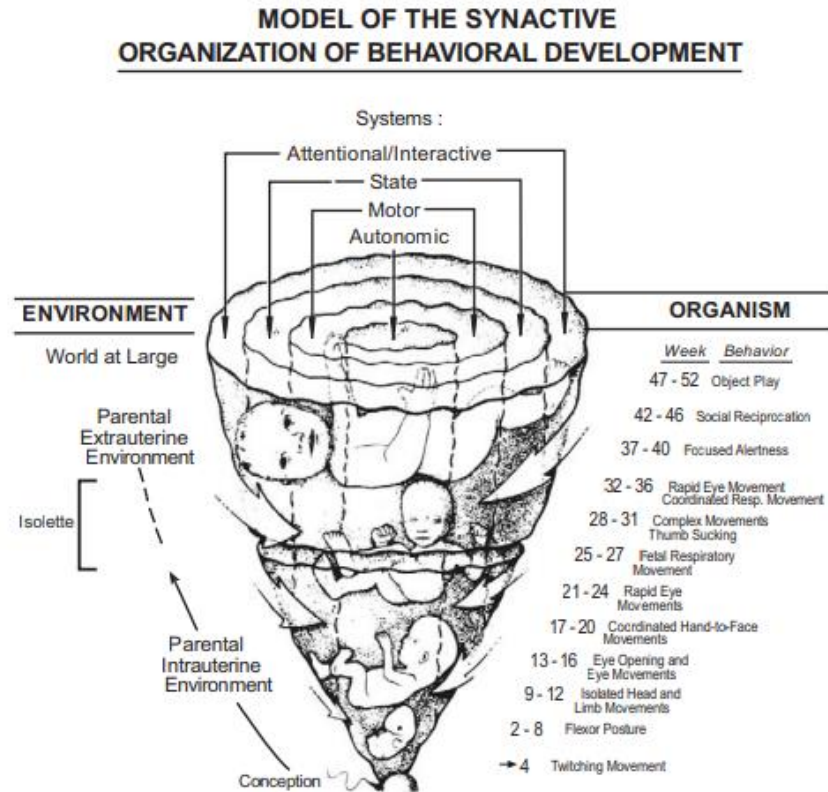 MODEL OF THE SYNACTIVE
ORGANIZATION OF BEHAVIORAL DEVELOPMENT
Systems :
Attentional/Interactive
State
Motor
Autonomic
ENVIRONMENT
World at Large
Parental
Extrauterine
Environment
Isolette
Parental
Intrauterine
Environment
Conception
ORGANISM
Week Behavior
47 - 52 Object Play
42 - 46 Social Reciprocation
37 - 40 Focused Alertness
32 - 36 Rapid Eye Movement
Coordinated Resp. Movement
28 - 31 Complex Movements
Thumb Sucking
25 - 27 Fetal Respiratory
Movement
21 - 24 Rapid Eye
Movements
17 - 20 Coordinated Hand-to-Face
Movements
13 - 16 Eye Opening and
Eye Movements
9 - 12 Isolated Head and
Limb Movements
2 - 8 Flexor Posture
4 Twitching Movement